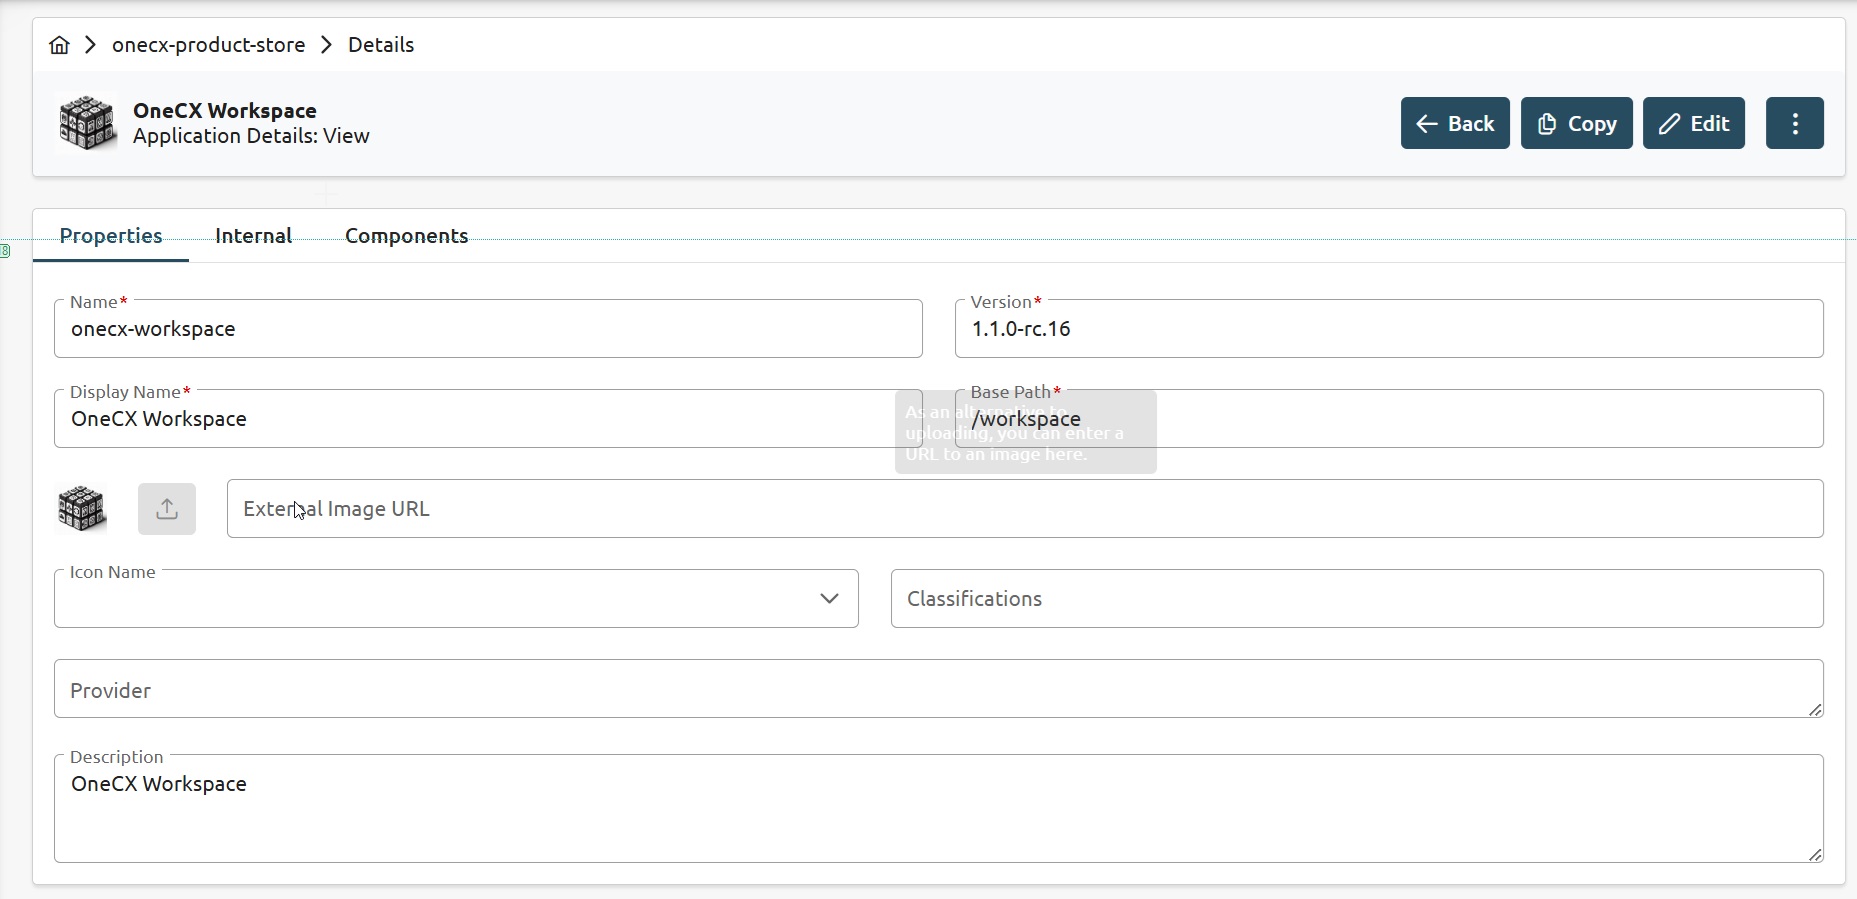 onecx-product-store Details
OneCX Workspace
Application Details: View
Back Copy Edit
Properties Internal Components
Name*
onecx-workspace
Version*
1.1.0-rc.16
Display Name*
OneCX Workspace
Base Path*
/workspace
As an alternative to
uploading, you can enter a
URL to an image here.
External Image URL
Icon Name
Classifications
Provider
Description
OneCX Workspace